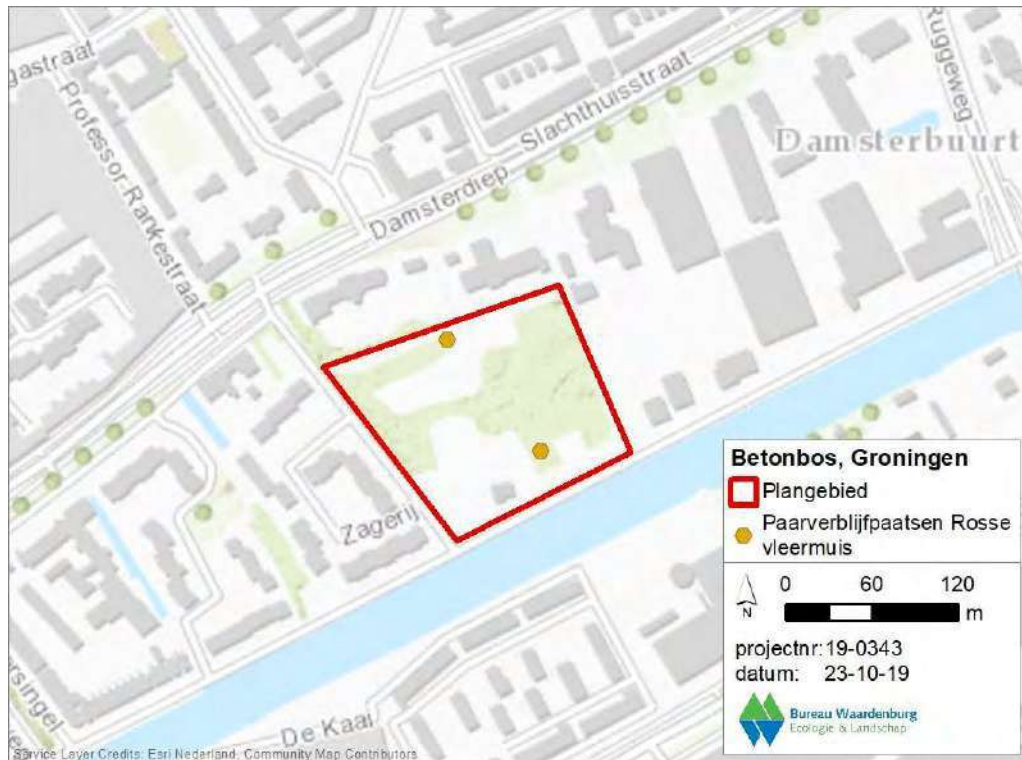 gastraat
Professor Rankestraat
Damsterdiep
Slachthuisstraat
Ruggeweg
Damsterbuurt
Zagerij
De Kaai
Betonbos, Groningen
Plangebied
Paarverblijfpaatsen Rosse
vleermuis
0 60 120
m
N
projectnr: 19-0343
datum: 23-10-19
Bureau Waardenburg
Ecologie & Landschap
Service Layer Credits: Esri Nederland, Community Map Contributors